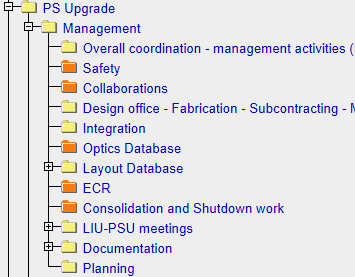 PS Upgrade
Management
Overall coordination - management activities (
Safety
Collaborations
Design office - Fabrication - Subcontracting -
Integration
Optics Database
Layout Database
ECR
Consolidation and Shutdown work
LIU-PSU meetings
Documentation
Planning